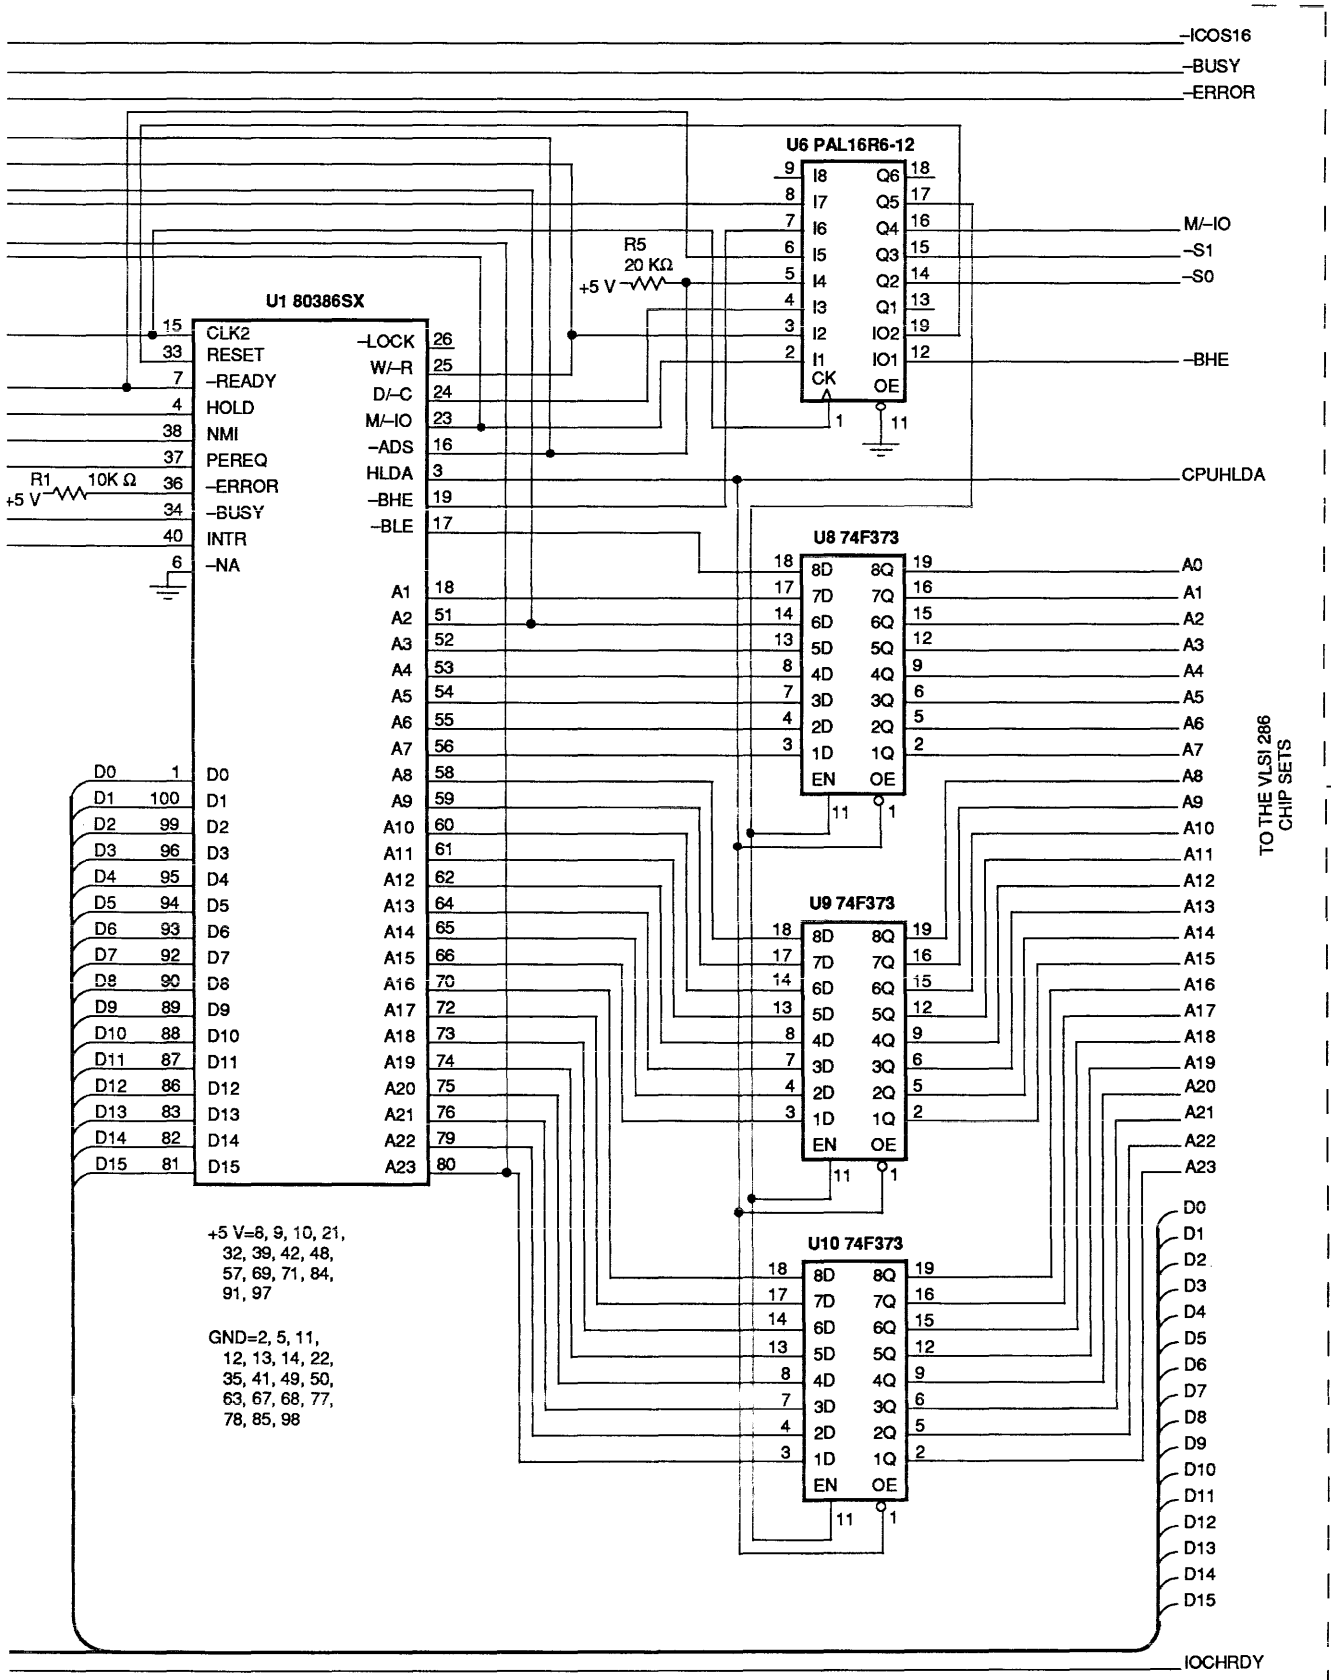 –ICOS16
–BUSY
–ERROR
U6 PAL16R6-12
9 I8 Q6 18
8 I7 Q5 17
7 I6 Q4 16 M/–IO
6 I5 Q3 15 –S1
5 I4 Q2 14 –S0
4 I3 Q1 13
3 I2 IO2 19
2 I1 IO1 12 –BHE
CK OE
1 11
R5
20 KΩ
+5 V
U1 80386SX
15 CLK2
33 RESET
7 –READY
4 HOLD
38 NMI
37 PEREQ
R1 10K Ω
+5 V
36 –ERROR
34 –BUSY
40 INTR
6 –NA
–LOCK 26
W/–R 25
D/–C 24
M/–IO 23
–ADS 16
HLDA 3 CPUHLDA
–BHE 19
–BLE 17
A1 18
A2 51
A3 52
A4 53
A5 54
A6 55
A7 56
A8 58
A9 59
A10 60
A11 61
A12 62
A13 64
A14 65
A15 66
A16 70
A17 72
A18 73
A19 74
A20 75
A21 76
A22 79
A23 80
D0 1 D0
D1 100 D1
D2 99 D2
D3 96 D3
D4 95 D4
D5 94 D5
D6 93 D6
D7 92 D7
D8 90 D8
D9 89 D9
D10 88 D10
D11 87 D11
D12 86 D12
D13 83 D13
D14 82 D14
D15 81 D15
+5 V=8, 9, 10, 21,
32, 39, 42, 48,
57, 69, 71, 84,
91, 97
GND=2, 5, 11,
12, 13, 14, 22,
35, 41, 49, 50,
63, 67, 68, 77,
78, 85, 98
U8 74F373
18 8D 8Q 19 A0
17 7D 7Q 16 A1
14 6D 6Q 15 A2
13 5D 5Q 12 A3
8 4D 4Q 9 A4
7 3D 3Q 6 A5
4 2D 2Q 5 A6
3 1D 1Q 2 A7
EN OE
11 1
U9 74F373
18 8D 8Q 19
17 7D 7Q 16
14 6D 6Q 15
13 5D 5Q 12
8 4D 4Q 9
7 3D 3Q 6
4 2D 2Q 5
3 1D 1Q 2
EN OE
11 1
U10 74F373
18 8D 8Q 19
17 7D 7Q 16
14 6D 6Q 15
13 5D 5Q 12
8 4D 4Q 9
7 3D 3Q 6
4 2D 2Q 5
3 1D 1Q 2
EN OE
11 1
A8
A9
A10
A11
A12
A13
A14
A15
A16
A17
A18
A19
A20
A21
A22
A23
D0
D1
D2
D3
D4
D5
D6
D7
D8
D9
D10
D11
D12
D13
D14
D15
TO THE VLSI 286
CHIP SETS
IOCHRDY